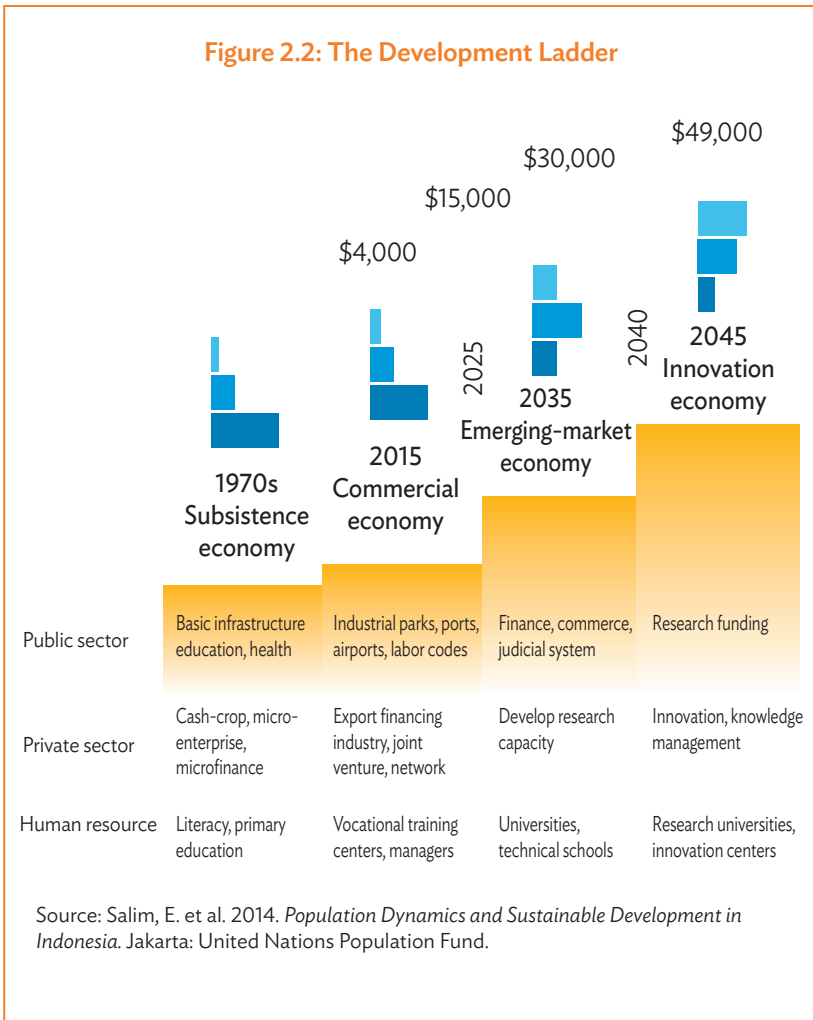 Figure 2.2: The Development Ladder
$49,000
$30,000
$15,000
$4,000
2025
2040
1970s
Subsistence
economy
2015
Commercial
economy
2035
Emerging-market
economy
2045
Innovation
economy
Public sector
Basic infrastructure
education, health
Industrial parks, ports,
airports, labor codes
Finance, commerce,
judicial system
Research funding
Private sector
Cash-crop, micro-
enterprise,
microfinance
Export financing
industry, joint
venture, network
Develop research
capacity
Innovation, knowledge
management
Human resource
Literacy, primary
education
Vocational training
centers, managers
Universities,
technical schools
Research universities,
innovation centers
Source: Salim, E. et al. 2014. Population Dynamics and Sustainable Development in
Indonesia. Jakarta: United Nations Population Fund.